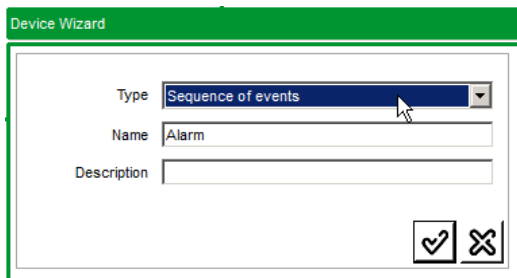 Device Wizard
Type Sequence of events
Name Alarm
Description